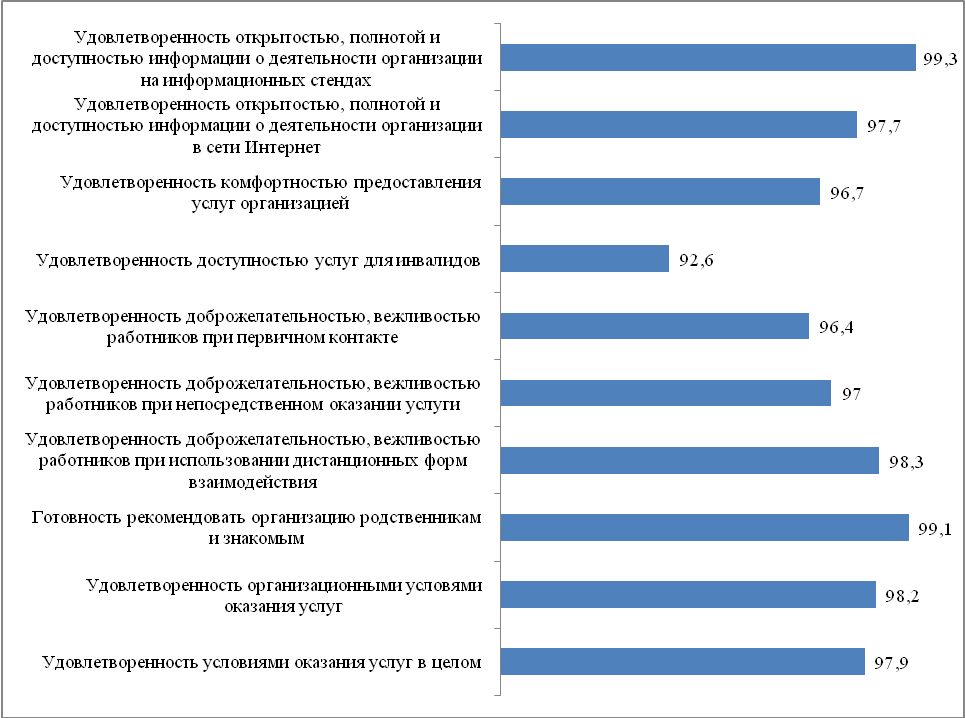 Удовлетворенность открытостью, полнотой и
доступностью информации о деятельности организации
на информационных стендах
99,3
Удовлетворенность открытостью, полнотой и
доступностью информации о деятельности организации
в сети Интернет
97,7
Удовлетворенность комфортностью предоставления
услуг организацией
96,7
Удовлетворенность доступностью услуг для инвалидов
92,6
Удовлетворенность доброжелательностью, вежливостью
работников при первичном контакте
96,4
Удовлетворенность доброжелательностью, вежливостью
работников при непосредственном оказании услуги
97
Удовлетворенность доброжелательностью, вежливостью
работников при использовании дистанционных форм
взаимодействия
98,3
Готовность рекомендовать организацию родственникам
и знакомым
99,1
Удовлетворенность организационными условями
оказания услуг
98,2
Удовлетворенность условиями оказания услуг в целом
97,9